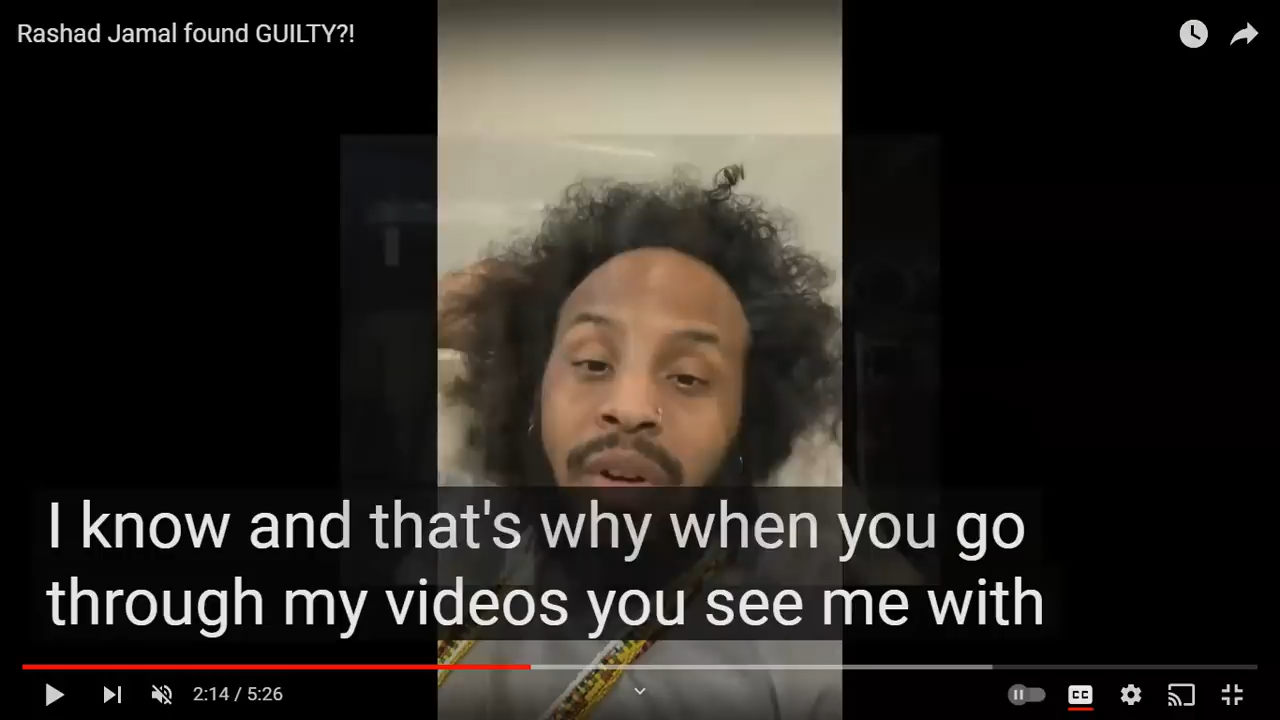 Rashad Jamal found GUILTY?!
I know and that's why when you go
through my videos you see me with
2:14 / 5:26
CC